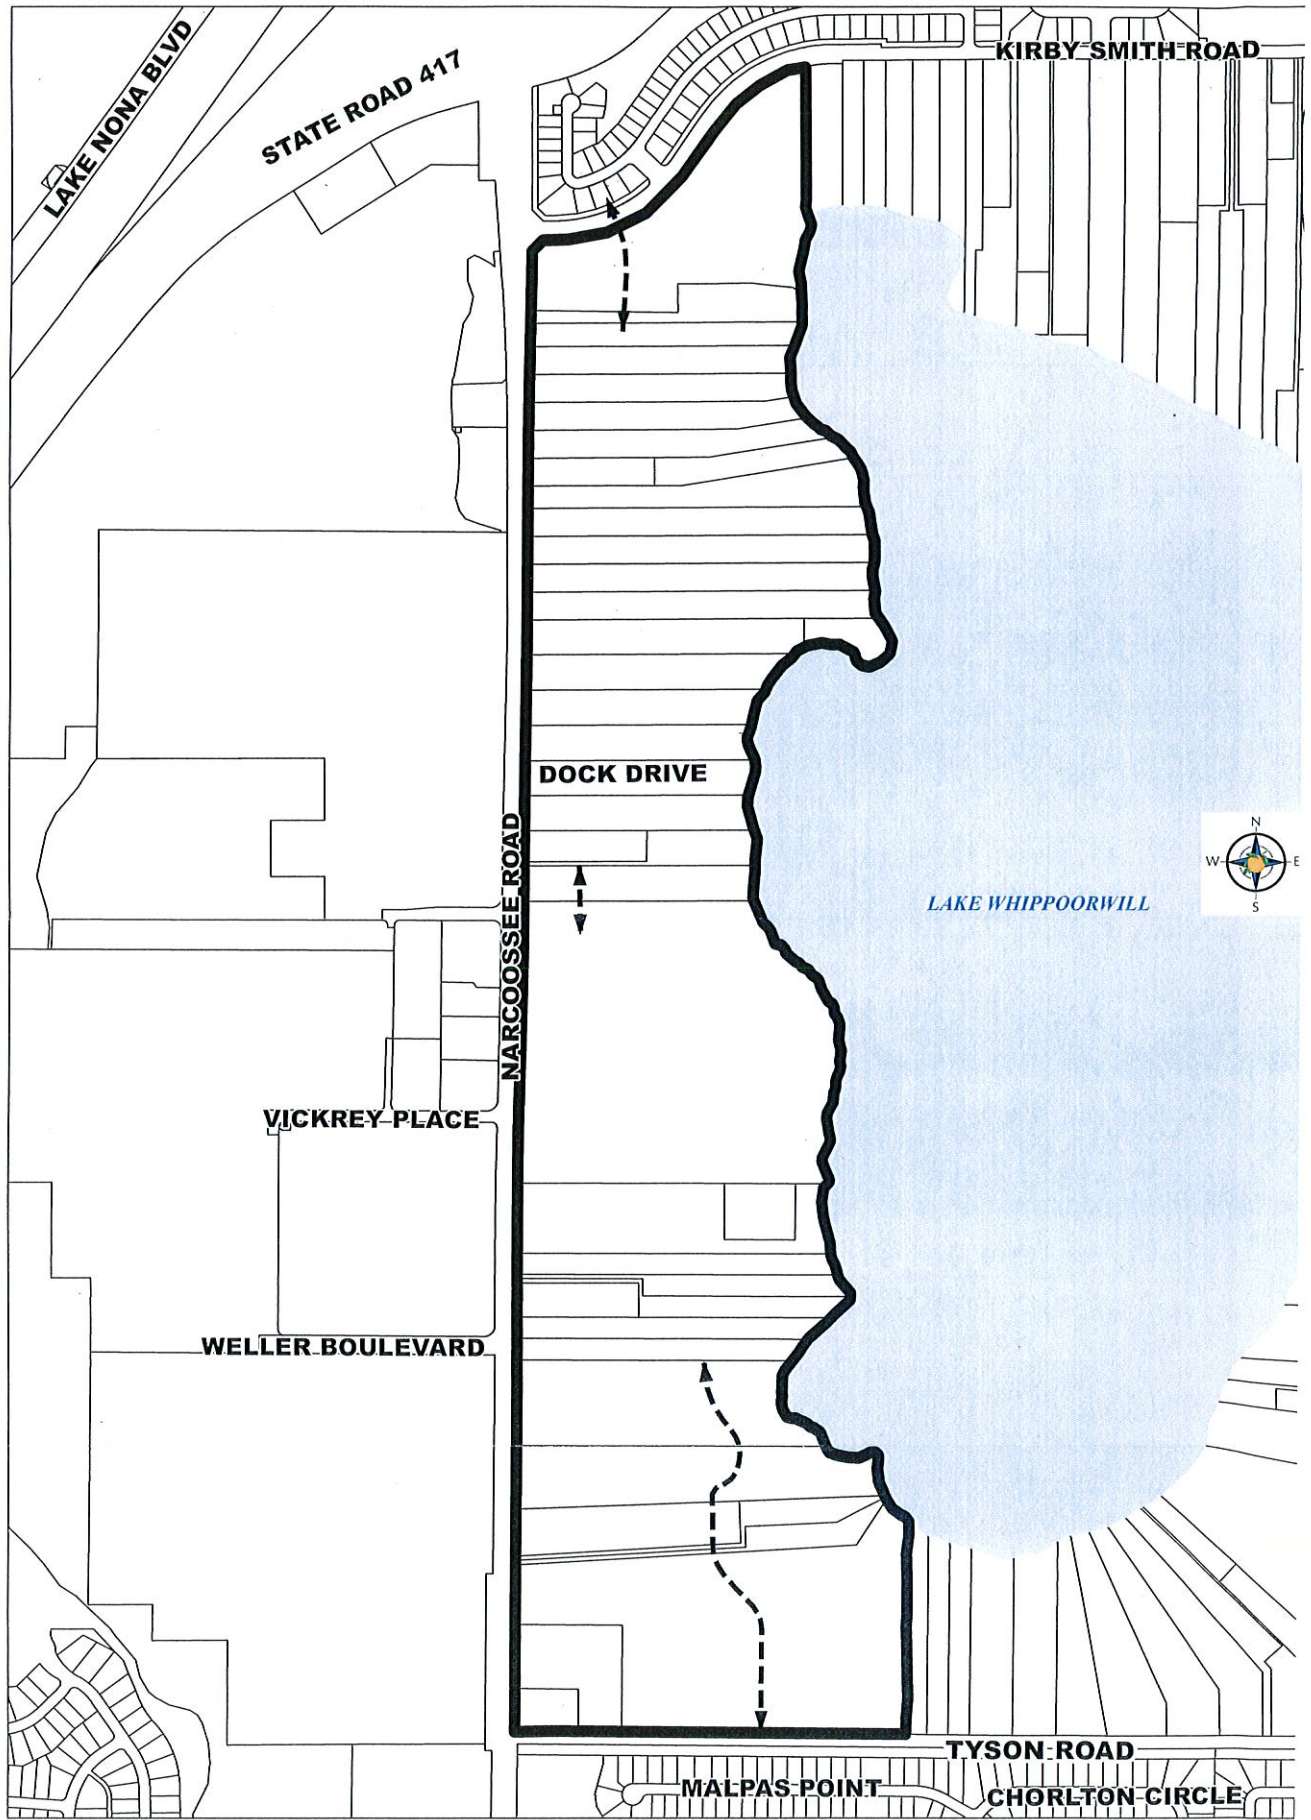 KIRBY SMITH ROAD
LAKE NONA BLVD
STATE ROAD 417
DOCK DRIVE
NARCOOSSEE ROAD
N
W
E
S
LAKE WHIPPOORWILL
VICKREY PLACE
WELLER BOULEVARD
TYSON ROAD
MALPAS POINT
CHORLTON CIRCLE